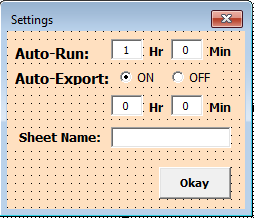 Settings
Auto-Run: 1 Hr 0 Min
Auto-Export: ON OFF
0 Hr 0 Min
Sheet Name:
Okay